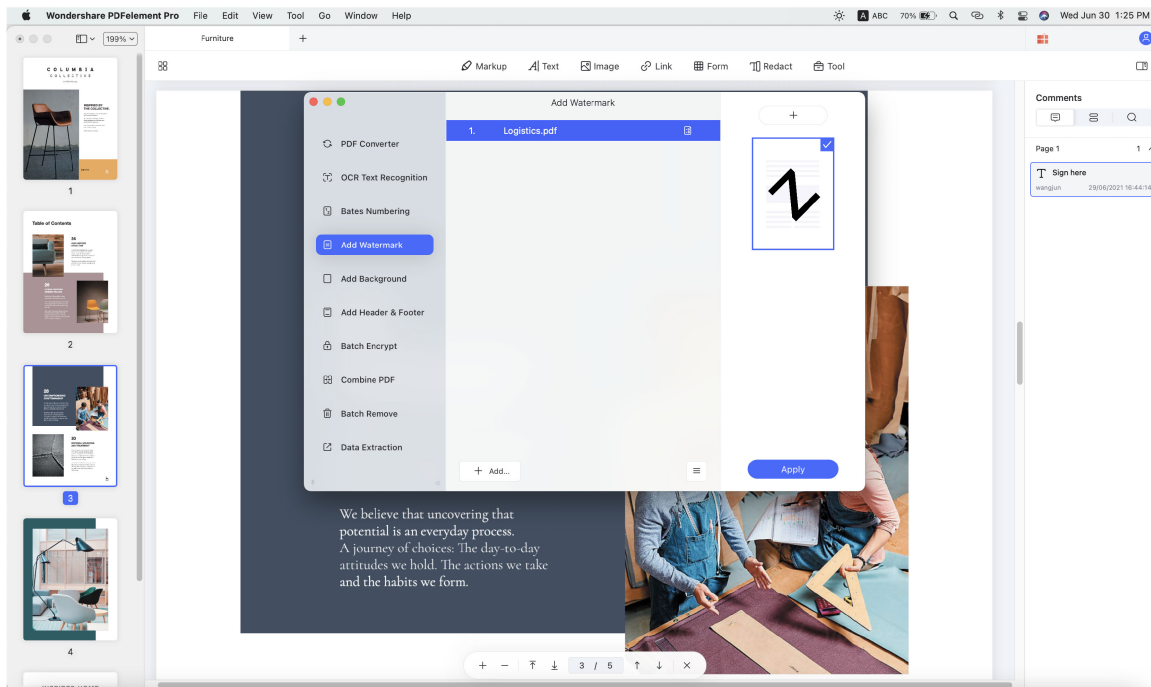 Wondershare PDFelement Pro File Edit View Tool Go Window Help
ABC 70% Wed Jun 30 1:25 PM
199% Furniture +
Markup Text Image Link Form Redact Tool
COLUMBIA
COLLECTIVE
INSPIRED BY
THE COLLECTIVE.
1
Table of Contents
2
3
4
Add Watermark
PDF Converter
OCR Text Recognition
Bates Numbering
Add Watermark
Add Background
Add Header & Footer
Batch Encrypt
Combine PDF
Batch Remove
Data Extraction
1. Logistics.pdf
+ Add...
+
Apply
We believe that uncovering that
potential is an everyday process.
A journey of choices: The day-to-day
attitudes we hold. The actions we take
and the habits we form.
3 / 5
Comments
Page 1 1
T Sign here
wangjun 29/06/2021 16:44:14